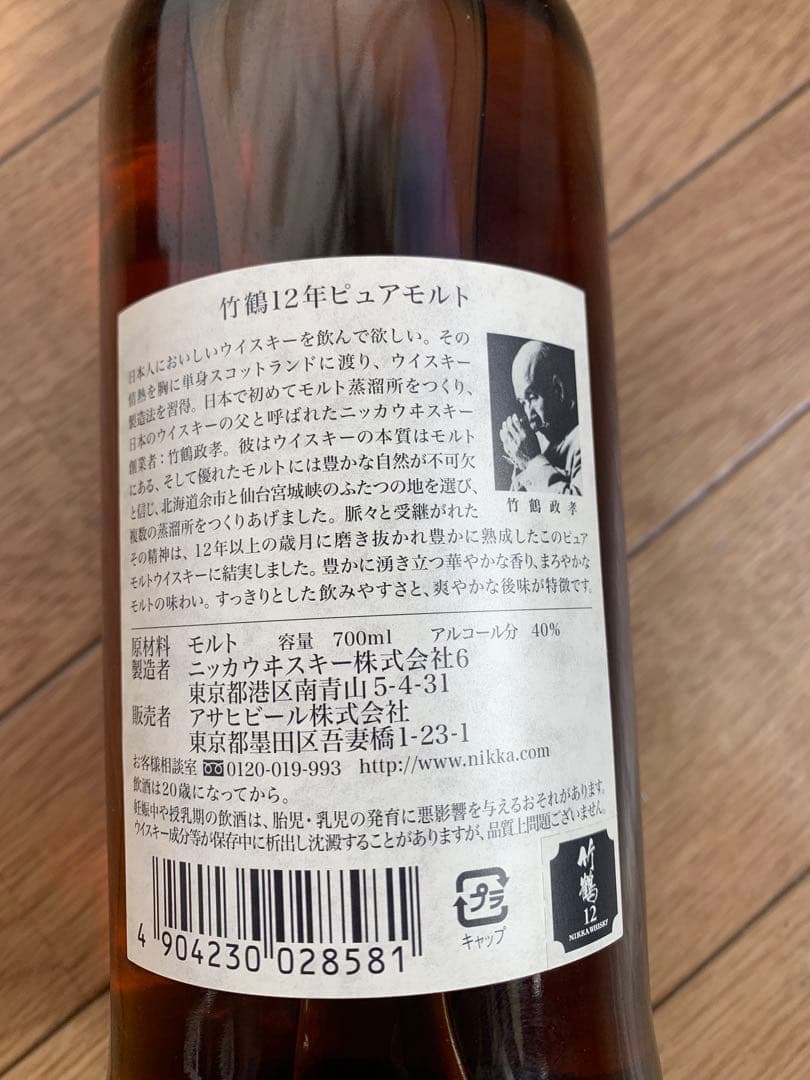 竹鶴12年ピュアモルト
日本人においしいウイスキーを飲んで欲しい。その
情熱を胸に単身スコットランドに渡り、ウイスキー
製造法を習得。日本で初めてモルト蒸溜所をつくり、
日本のウイスキーの父と呼ばれたニッカウヰスキー
創業者：竹鶴政孝。彼はウイスキーの本質はモルト
にある、そして優れたモルトには豊かな自然が不可欠
と信じ、北海道余市と仙台宮城峡のふたつの地を選び、
複数の蒸溜所をつくりあげました。脈々と受継がれた
その精神は、12年以上の歳月に磨き抜かれ豊かに熟成したこのピュア
モルトウイスキーに結実しました。豊かに湧き立つ華やかな香り、まろやかな
モルトの味わい。すっきりとした飲みやすさと、爽やかな後味が特徴です。
竹鶴政孝
原材料 モルト 容量 700ml アルコール分 40%
製造者 ニッカウヰスキー株式会社6
東京都港区南青山5-4-31
販売者 アサヒビール株式会社
東京都墨田区吾妻橋1-23-1
お客様相談室 0120-019-993 http://www.nikka.com
飲酒は20歳になってから。
妊娠中や授乳期の飲酒は、胎児・乳児の発育に悪影響を与えるおそれがあります。
ウイスキー成分等が保存中に析出し沈澱することがありますが、品質上問題ございません。
4 904230 028581
プラ
キャップ
竹鶴
12
NIKKA WHISKY